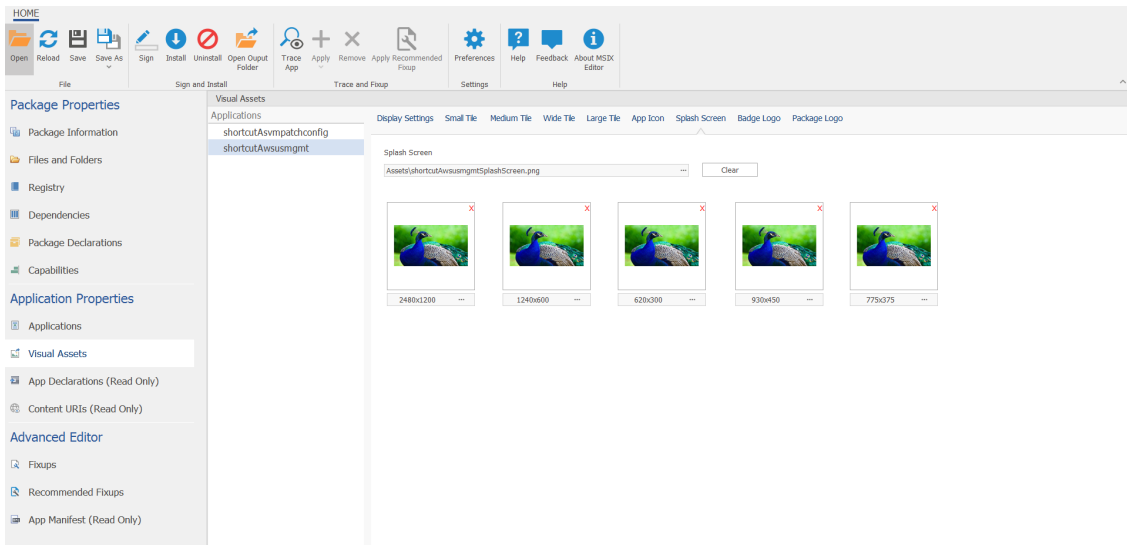 HOME
Open Reload Save Save As Sign Install Uninstall Open Ouput Folder Trace App Apply Remove Apply Recommended Fixup Preferences Help Feedback About MSIX Editor
File Sign and Install Trace and Fixup Settings Help
Package Properties
Package Information
Files and Folders
Registry
Dependencies
Package Declarations
Capabilities
Application Properties
Applications
Visual Assets
App Declarations (Read Only)
Content URIs (Read Only)
Advanced Editor
Fixups
Recommended Fixups
App Manifest (Read Only)
Visual Assets
Applications
shortcutAsvmpatchconfig
shortcutAwsusmgmt
Display Settings Small Tile Medium Tile Wide Tile Large Tile App Icon Splash Screen Badge Logo Package Logo
Splash Screen
Assets\shortcutAwsusmgmtSplashScreen.png ... Clear
X X X X X
2480x1200 ... 1240x600 ... 620x300 ... 930x450 ... 775x375 ...